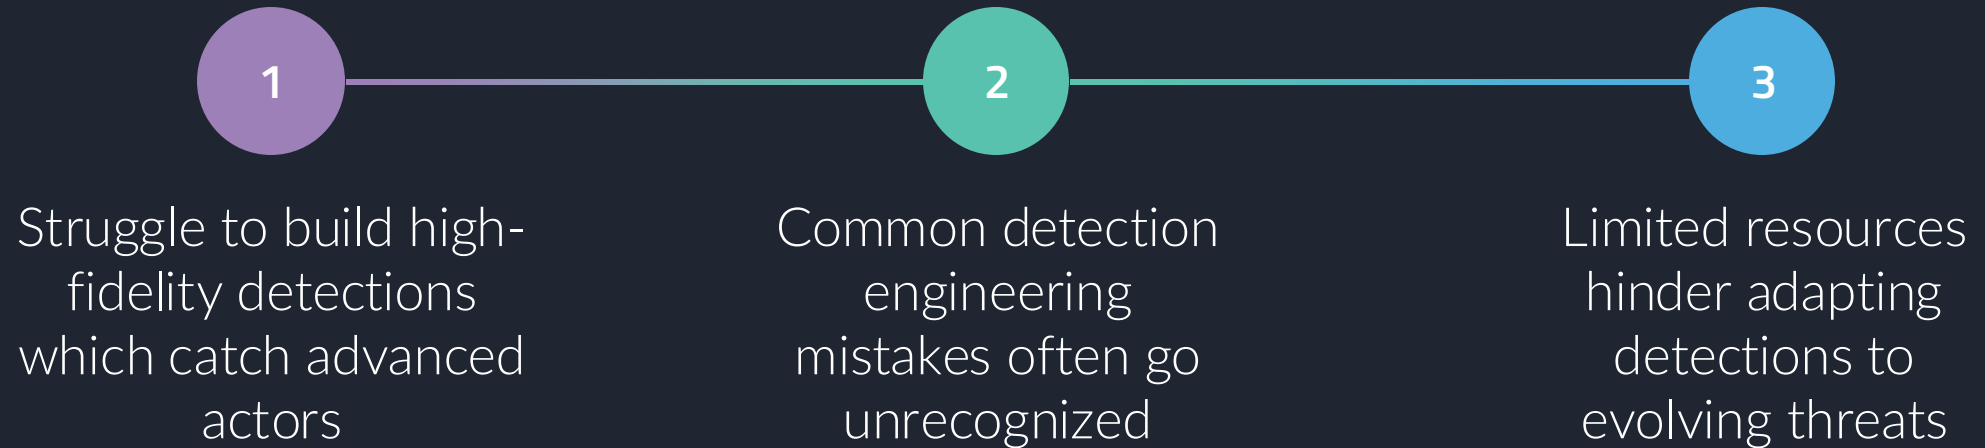 1
Struggle to build high-
fidelity detections
which catch advanced
actors
2
Common detection
engineering
mistakes often go
unrecognized
3
Limited resources
hinder adapting
detections to
evolving threats